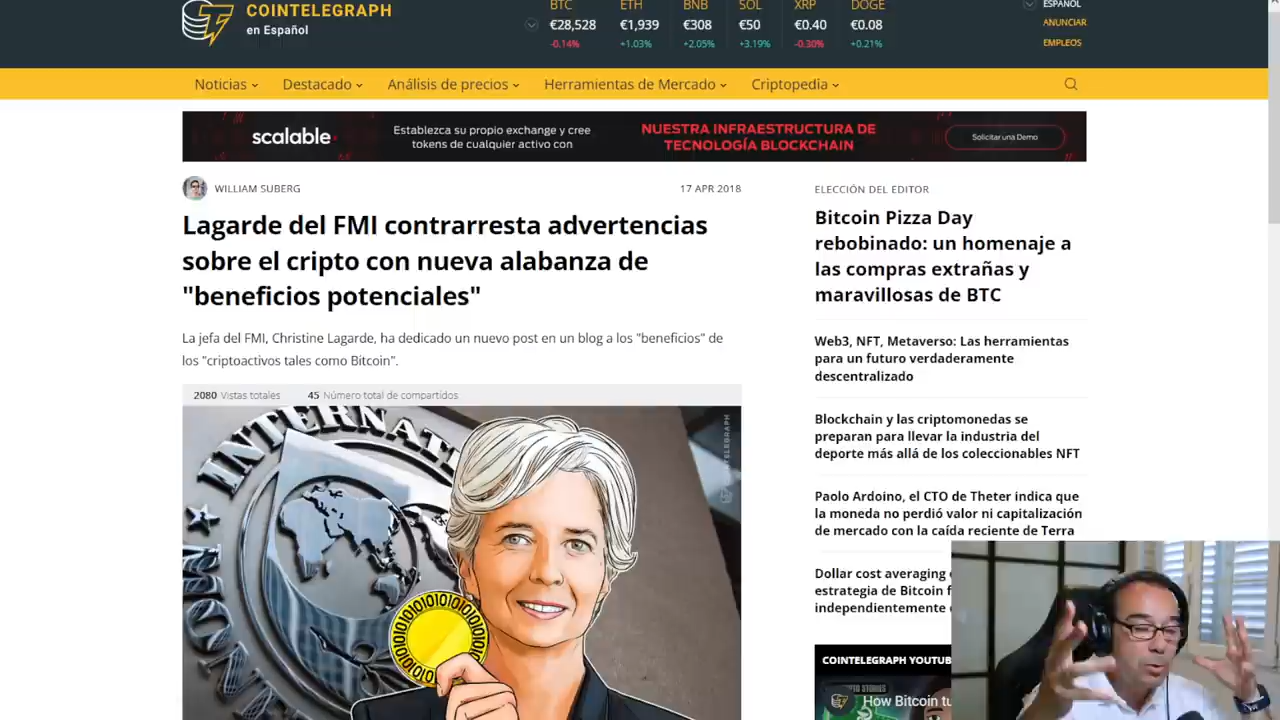 COINTELEGRAPH
en Español
BTC ETH BNB SOL XRP DOGE
€28,528 €1,939 €308 €50 €0.40 €0.08
-0.14% +1.03% +2.05% +3.19% -0.30% +0.21%
ESPAÑOL
ANUNCIAR
EMPLEOS
Noticias Destacado Análisis de precios Herramientas de Mercado Criptopedia
scalable
Establezca su propio exchange y cree
tokens de cualquier activo con
NUESTRA INFRAESTRUCTURA DE
TECNOLOGÍA BLOCKCHAIN
Solicitar una Demo
WILLIAM SUBERG 17 APR 2018
Lagarde del FMI contrarresta advertencias
sobre el cripto con nueva alabanza de
"beneficios potenciales"
La jefa del FMI, Christine Lagarde, ha dedicado un nuevo post en un blog a los "beneficios" de
los "criptoactivos tales como Bitcoin".
2080 Vistas totales 45 Número total de compartidos
INTERNATI
COINTELEGRAPH
ELECCIÓN DEL EDITOR
Bitcoin Pizza Day
rebobinado: un homenaje a
las compras extrañas y
maravillosas de BTC
Web3, NFT, Metaverso: Las herramientas
para un futuro verdaderamente
descentralizado
Blockchain y las criptomonedas se
preparan para llevar la industria del
deporte más allá de los coleccionables NFT
Paolo Ardoino, el CTO de Theter indica que
la moneda no perdió valor ni capitalización
de mercado con la caída reciente de Terra
Dollar cost averaging
estrategia de Bitcoin f
independientemente
COINTELEGRAPH YOUTUB
How Bitcoin tu